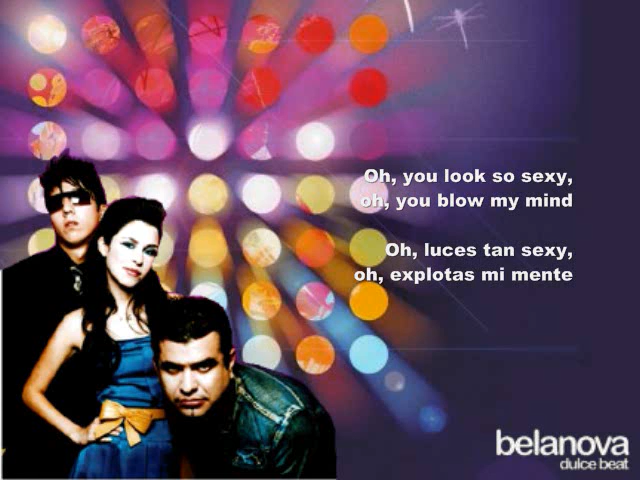 Oh, you look so sexy,
oh, you blow my mind
Oh, luces tan sexy,
oh, explotas mi mente
belanova
dulce beat